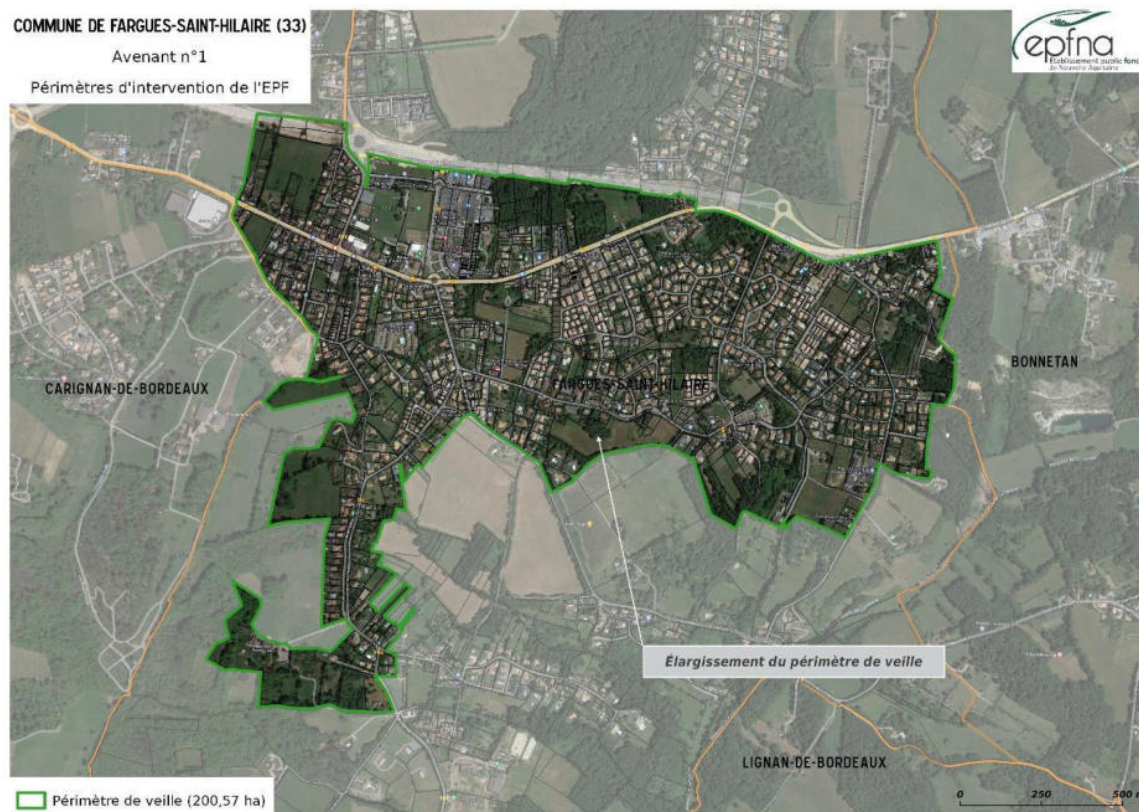 COMMUNE DE FARGUES-SAINT-HILAIRE (33)
Avenant n°1
Périmètres d'intervention de l'EPF
epfna
Établissement public fonc
de Nouvelle-Aquitaine
CARIGNAN-DE-BORDEAUX
FARGUES-SAINT-HILAIRE
BONNETAN
Élargissement du périmètre de veille
LIGNAN-DE-BORDEAUX
Périmètre de veille (200,57 ha)
0 250 500 m